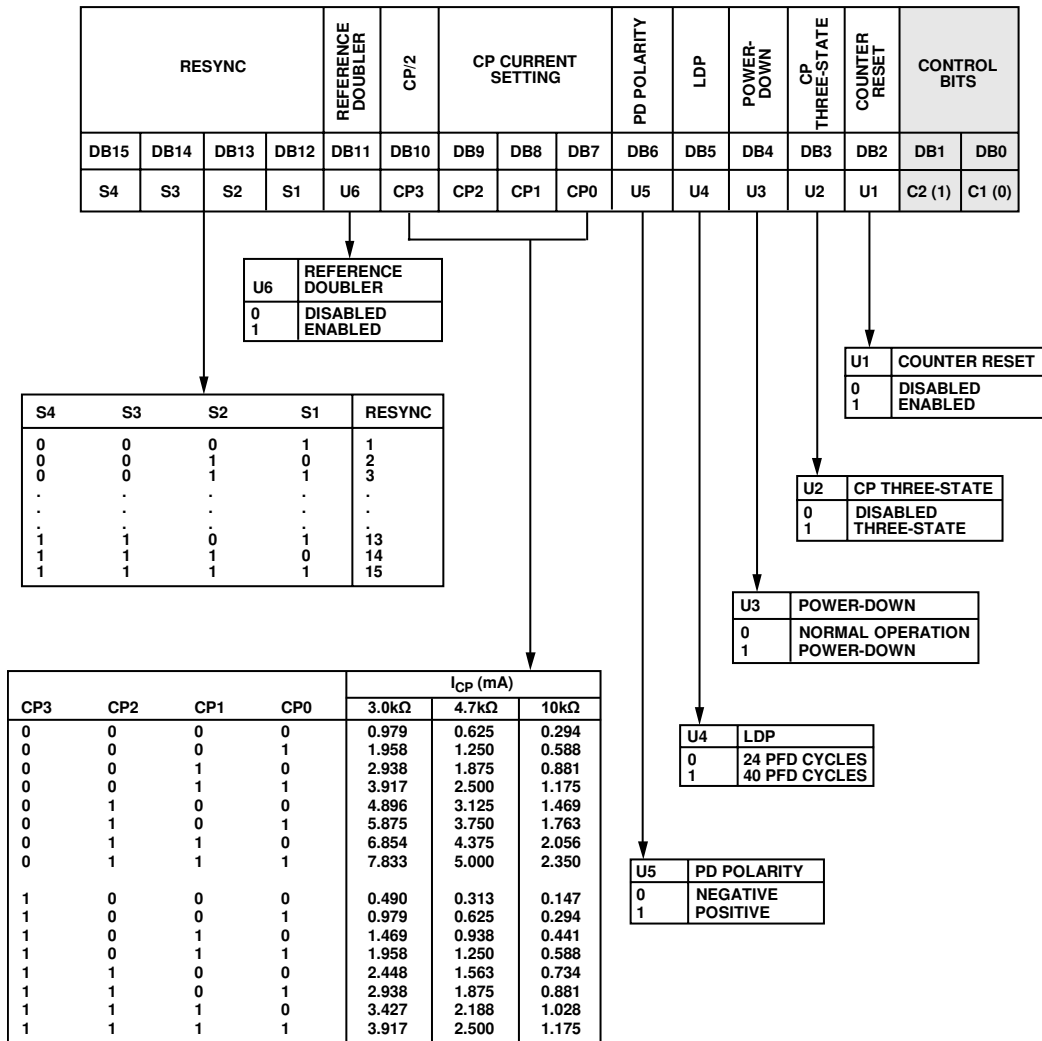 RESYNC
REFERENCE DOUBLER
CP/2
CP CURRENT SETTING
PD POLARITY
LDP
POWER-DOWN
CP THREE-STATE
COUNTER RESET
CONTROL BITS
DB15 DB14 DB13 DB12 DB11 DB10 DB9 DB8 DB7 DB6 DB5 DB4 DB3 DB2 DB1 DB0
S4 S3 S2 S1 U6 CP3 CP2 CP1 CP0 U5 U4 U3 U2 U1 C2 (1) C1 (0)
U6 REFERENCE DOUBLER
0 DISABLED
1 ENABLED
U1 COUNTER RESET
0 DISABLED
1 ENABLED
S4 S3 S2 S1 RESYNC
0 0 0 1 1
0 0 1 0 2
0 0 1 1 3
. . . . .
. . . . .
. . . . .
1 1 0 1 13
1 1 1 0 14
1 1 1 1 15
U2 CP THREE-STATE
0 DISABLED
1 THREE-STATE
U3 POWER-DOWN
0 NORMAL OPERATION
1 POWER-DOWN
ICP (mA)
CP3 CP2 CP1 CP0 3.0kΩ 4.7kΩ 10kΩ
0 0 0 0 0.979 0.625 0.294
0 0 0 1 1.958 1.250 0.588
0 0 1 0 2.938 1.875 0.881
0 0 1 1 3.917 2.500 1.175
0 1 0 0 4.896 3.125 1.469
0 1 0 1 5.875 3.750 1.763
0 1 1 0 6.854 4.375 2.056
0 1 1 1 7.833 5.000 2.350
1 0 0 0 0.490 0.313 0.147
1 0 0 1 0.979 0.625 0.294
1 0 1 0 1.469 0.938 0.441
1 0 1 1 1.958 1.250 0.588
1 1 0 0 2.448 1.563 0.734
1 1 0 1 2.938 1.875 0.881
1 1 1 0 3.427 2.188 1.028
1 1 1 1 3.917 2.500 1.175
U4 LDP
0 24 PFD CYCLES
1 40 PFD CYCLES
U5 PD POLARITY
0 NEGATIVE
1 POSITIVE